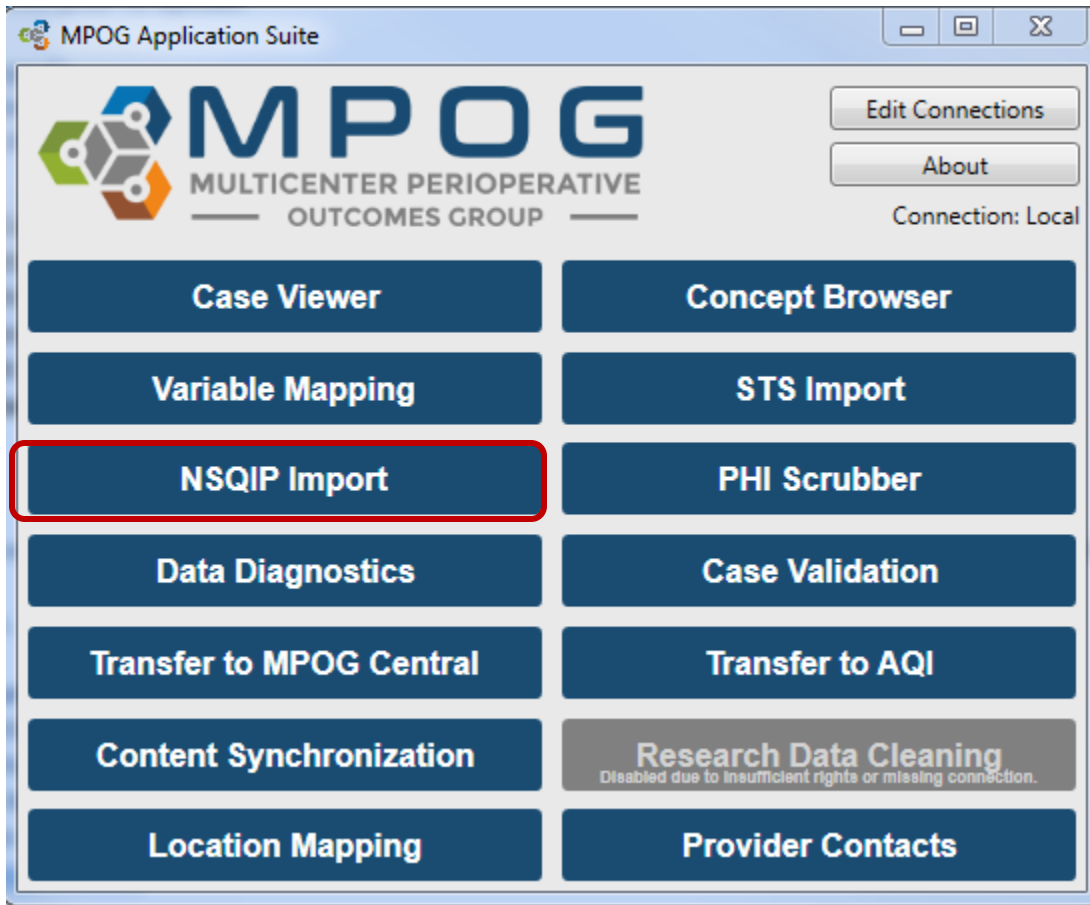 MPOG Application Suite
MPOG
MULTICENTER PERIOPERATIVE
OUTCOMES GROUP
Edit Connections
About
Connection: Local
Case Viewer
Concept Browser
Variable Mapping
STS Import
NSQIP Import
PHI Scrubber
Data Diagnostics
Case Validation
Transfer to MPOG Central
Transfer to AQI
Content Synchronization
Research Data Cleaning
Disabled due to insufficient rights or missing connection.
Location Mapping
Provider Contacts